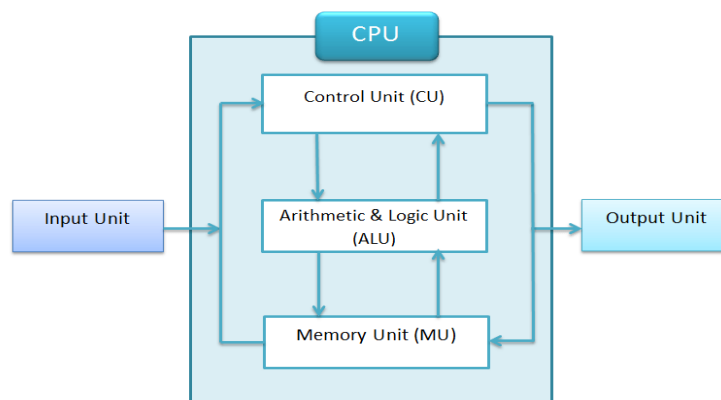 CPU
Control Unit (CU)
Input Unit
Arithmetic & Logic Unit
(ALU)
Output Unit
Memory Unit (MU)